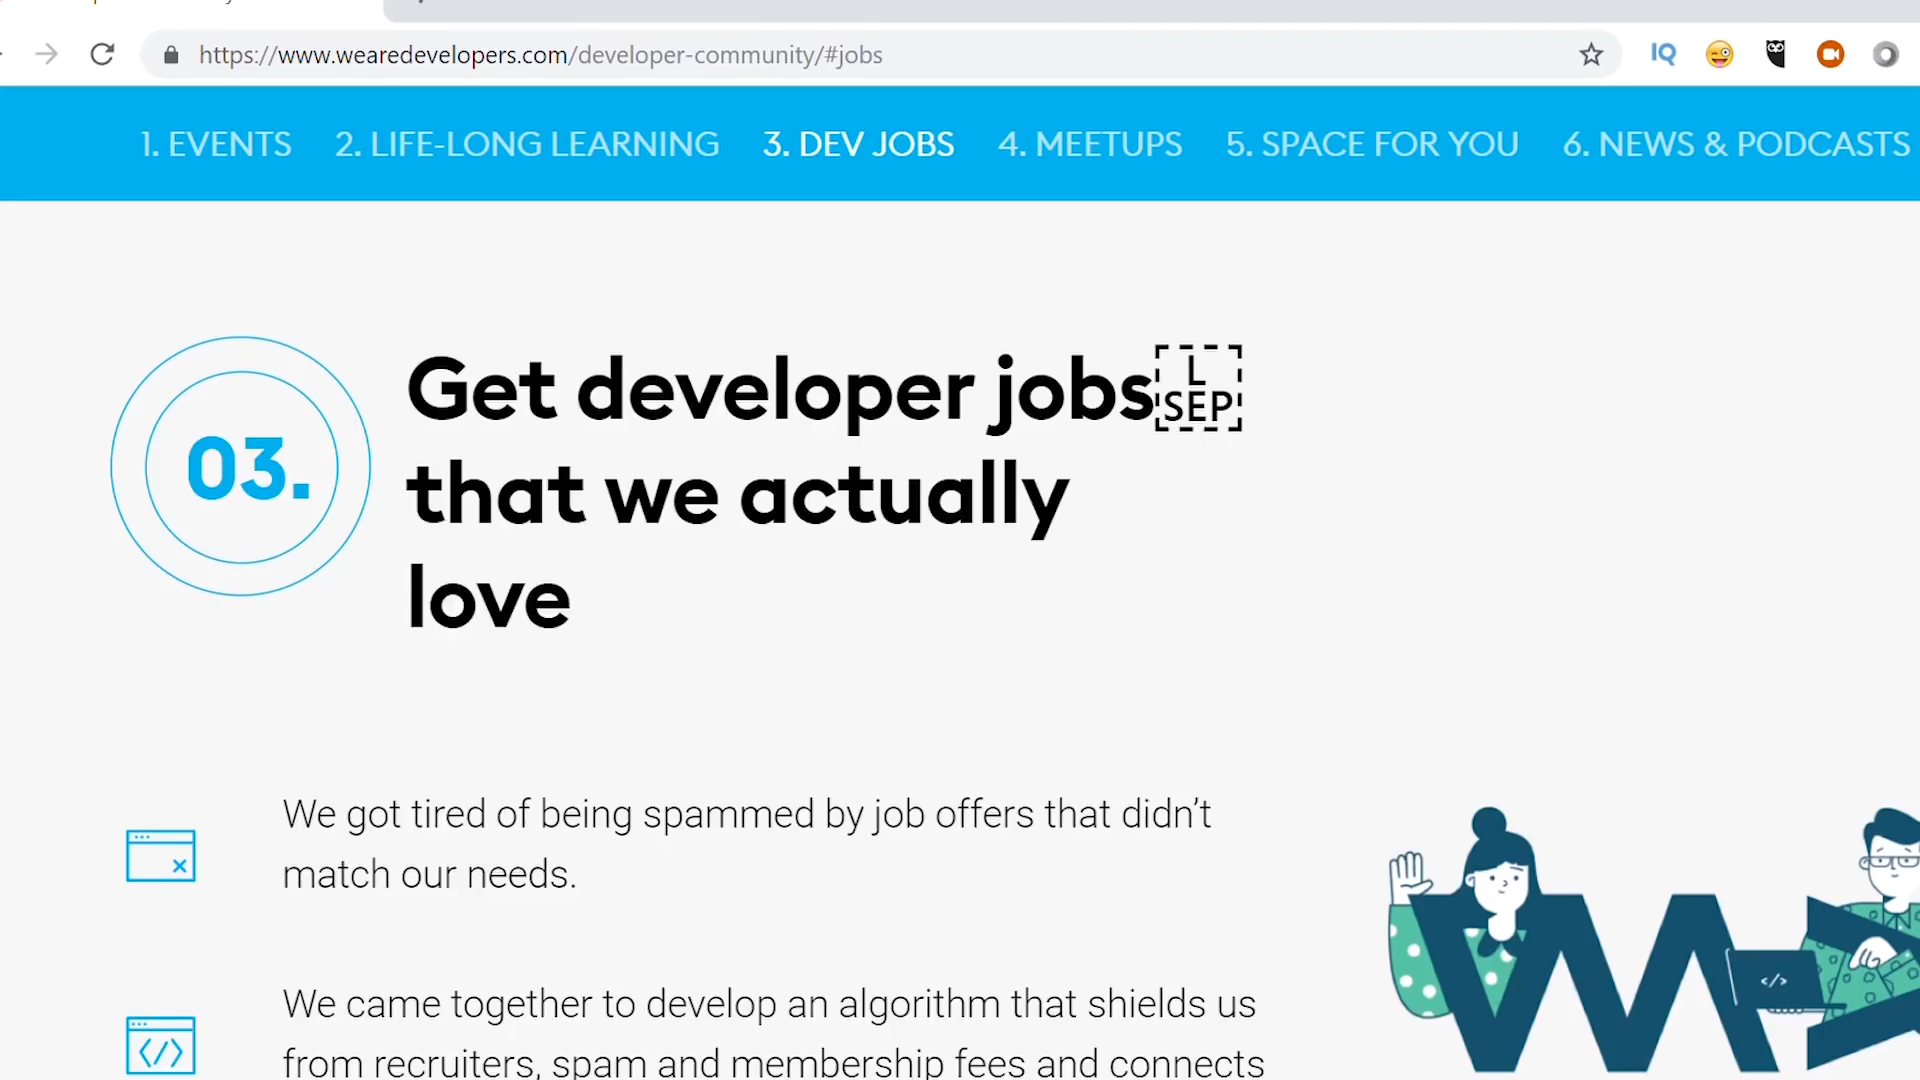 https://www.wearedevelopers.com/developer-community/#jobs
IQ
1. EVENTS 2. LIFE-LONG LEARNING 3. DEV JOBS 4. MEETUPS 5. SPACE FOR YOU 6. NEWS & PODCASTS
03.
Get developer jobs
L
SEP
that we actually
love
We got tired of being spammed by job offers that didn’t
match our needs.
</>
We came together to develop an algorithm that shields us
from recruiters, spam and membership fees and connects
</>